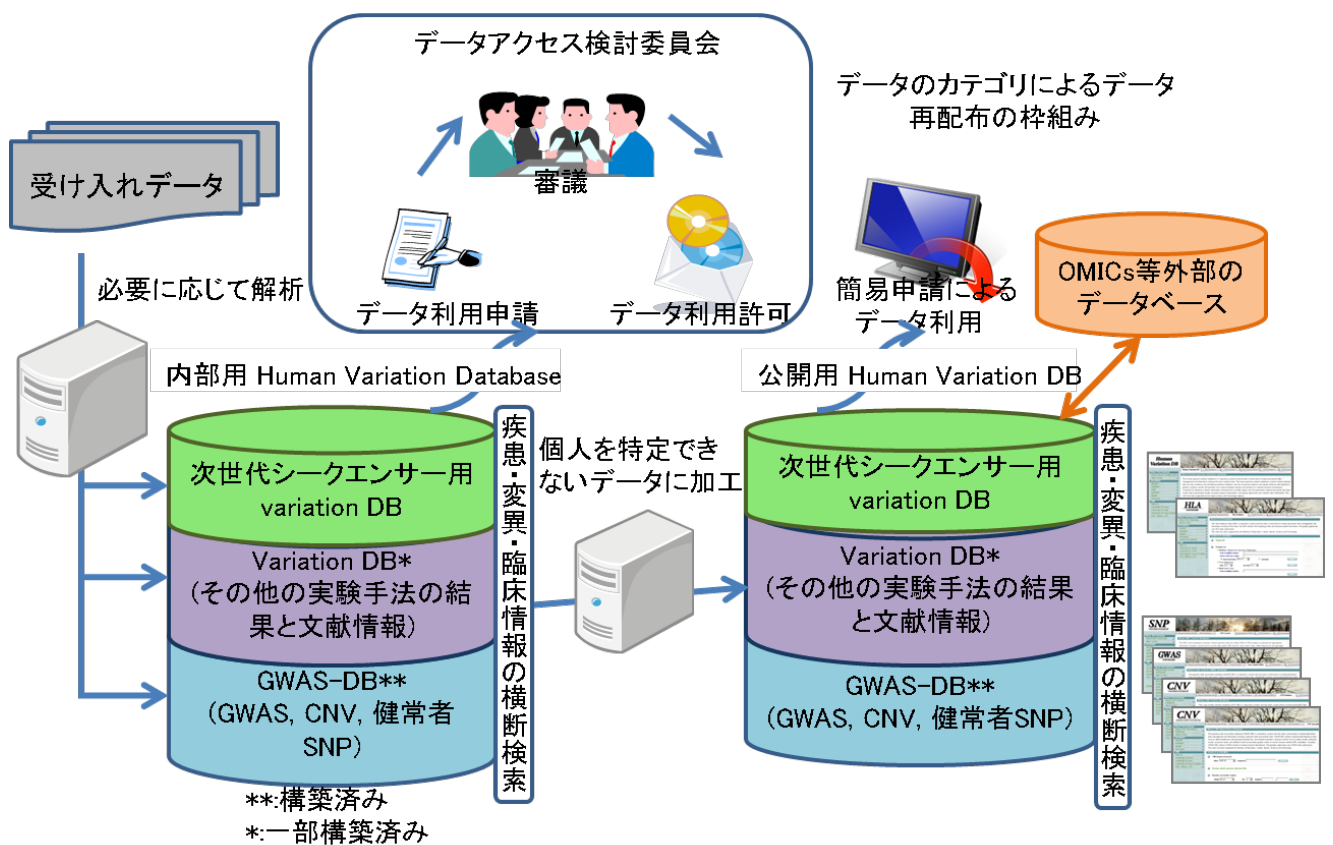 データアクセス検討委員会
審議
データ利用申請
データ利用許可
データのカテゴリによるデータ
再配布の枠組み
受け入れデータ
必要に応じて解析
簡易申請による
データ利用
OMICs等外部の
データベース
内部用 Human Variation Database
公開用 Human Variation DB
次世代シークエンサー用
variation DB
Variation DB*
(その他の実験手法の結
果と文献情報)
GWAS-DB**
(GWAS, CNV, 健常者
SNP)
疾患・変異・臨床情報の横断検索
個人を特定でき
ないデータに加工
次世代シークエンサー用
variation DB
Variation DB*
(その他の実験手法の結果
と文献情報)
GWAS-DB**
(GWAS, CNV, 健常者SNP)
疾患・変異・臨床情報の横断検索
Human
Variation DB
HLA
SNP
GWAS
CNV
CNV
**:構築済み
*:一部構築済み